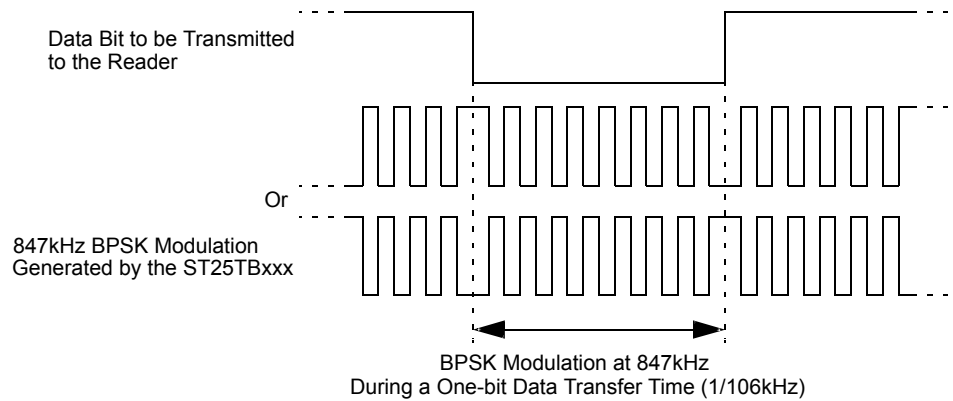 Data Bit to be Transmitted
to the Reader
Or
847kHz BPSK Modulation
Generated by the ST25TBxxx
BPSK Modulation at 847kHz
During a One-bit Data Transfer Time (1/106kHz)